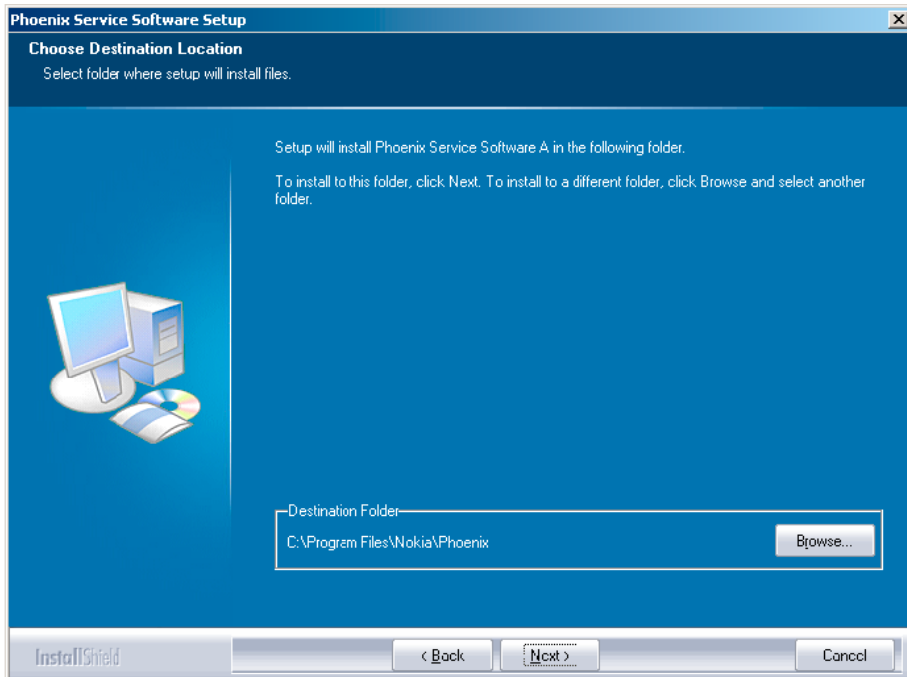 Phoenix Service Software Setup
Choose Destination Location
Select folder where setup will install files.
Setup will install Phoenix Service Software A in the following folder.
To install to this folder, click Next. To install to a different folder, click Browse and select another
folder.
Destination Folder
C:\Program Files\Nokia\Phoenix
Browse...
InstallShield
< Back
Next >
Cancel